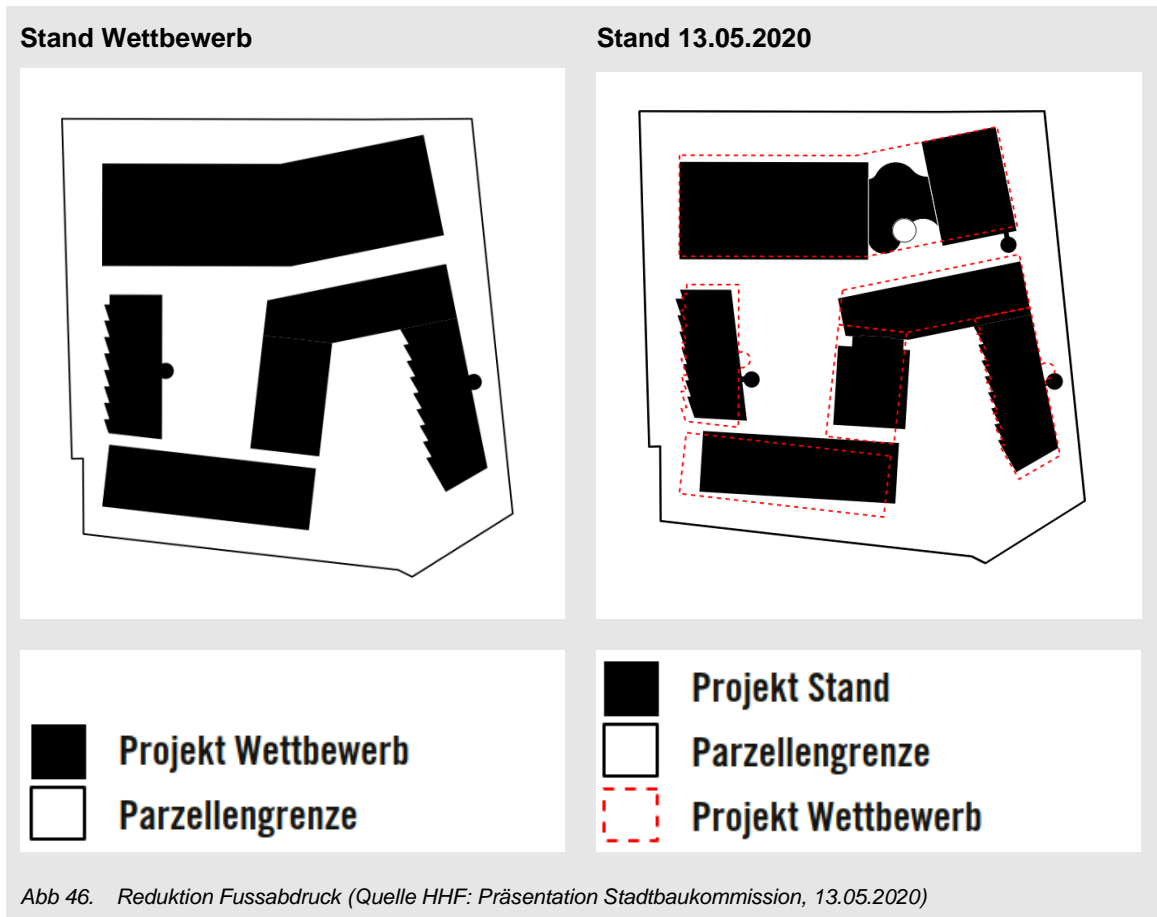 Stand Wettbewerb
Stand 13.05.2020
Projekt Wettbewerb
Parzellengrenze
Projekt Stand
Parzellengrenze
Projekt Wettbewerb
Abb 46. Reduktion Fussabdruck (Quelle HHF: Präsentation Stadtbaukommission, 13.05.2020)